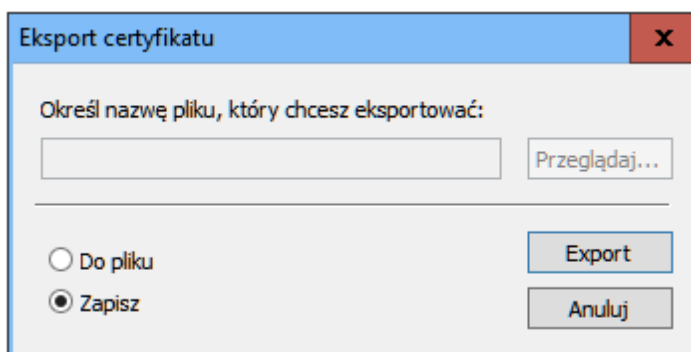 Eksport certyfikatu
x
Określ nazwę pliku, który chcesz eksportować:
Przeglądaj...
Do pliku
Export
Zapisz
Anuluj